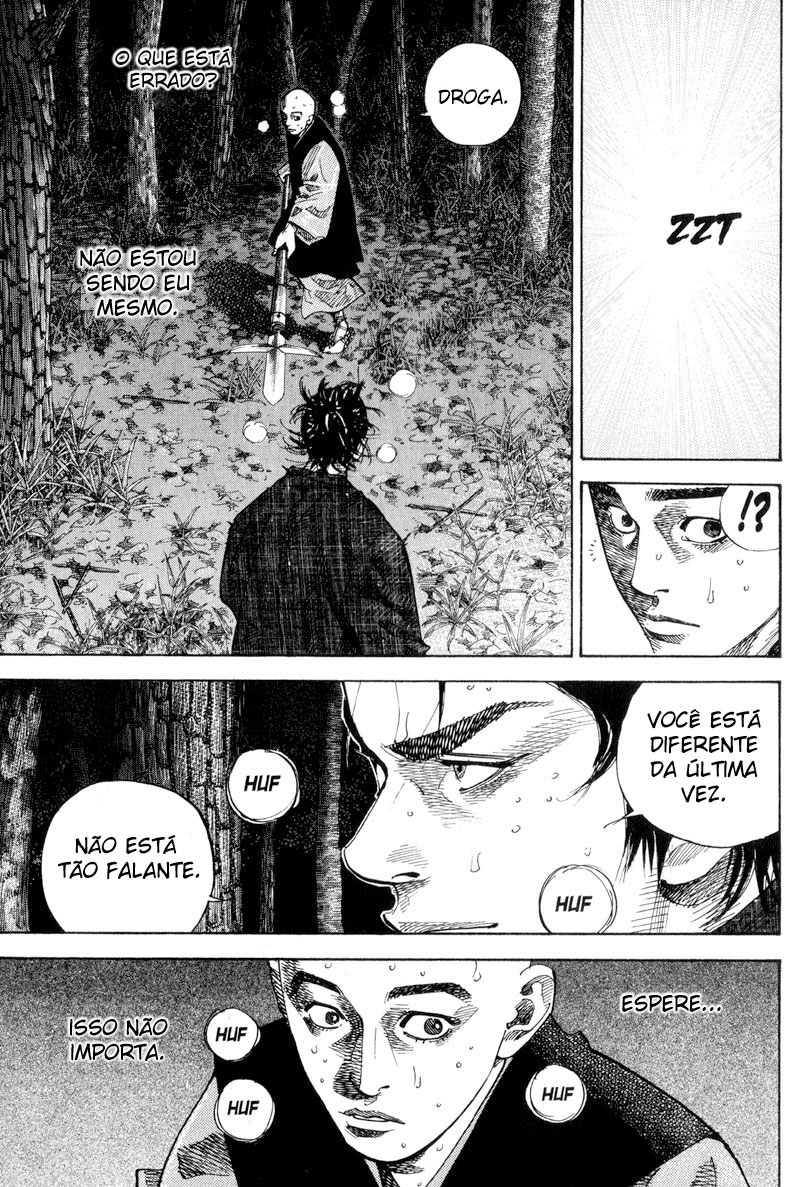 ZZT
!?
DROGA.
O QUE ESTÁ
ERRADO?
NÃO ESTOU
SENDO EU
MESMO.
VOCÊ ESTÁ
DIFERENTE
DA ÚLTIMA
VEZ.
HUF
HUF
NÃO ESTÁ
TÃO FALANTE.
ESPERE...
HUF
HUF
HUF
ISSO NÃO
IMPORTA.